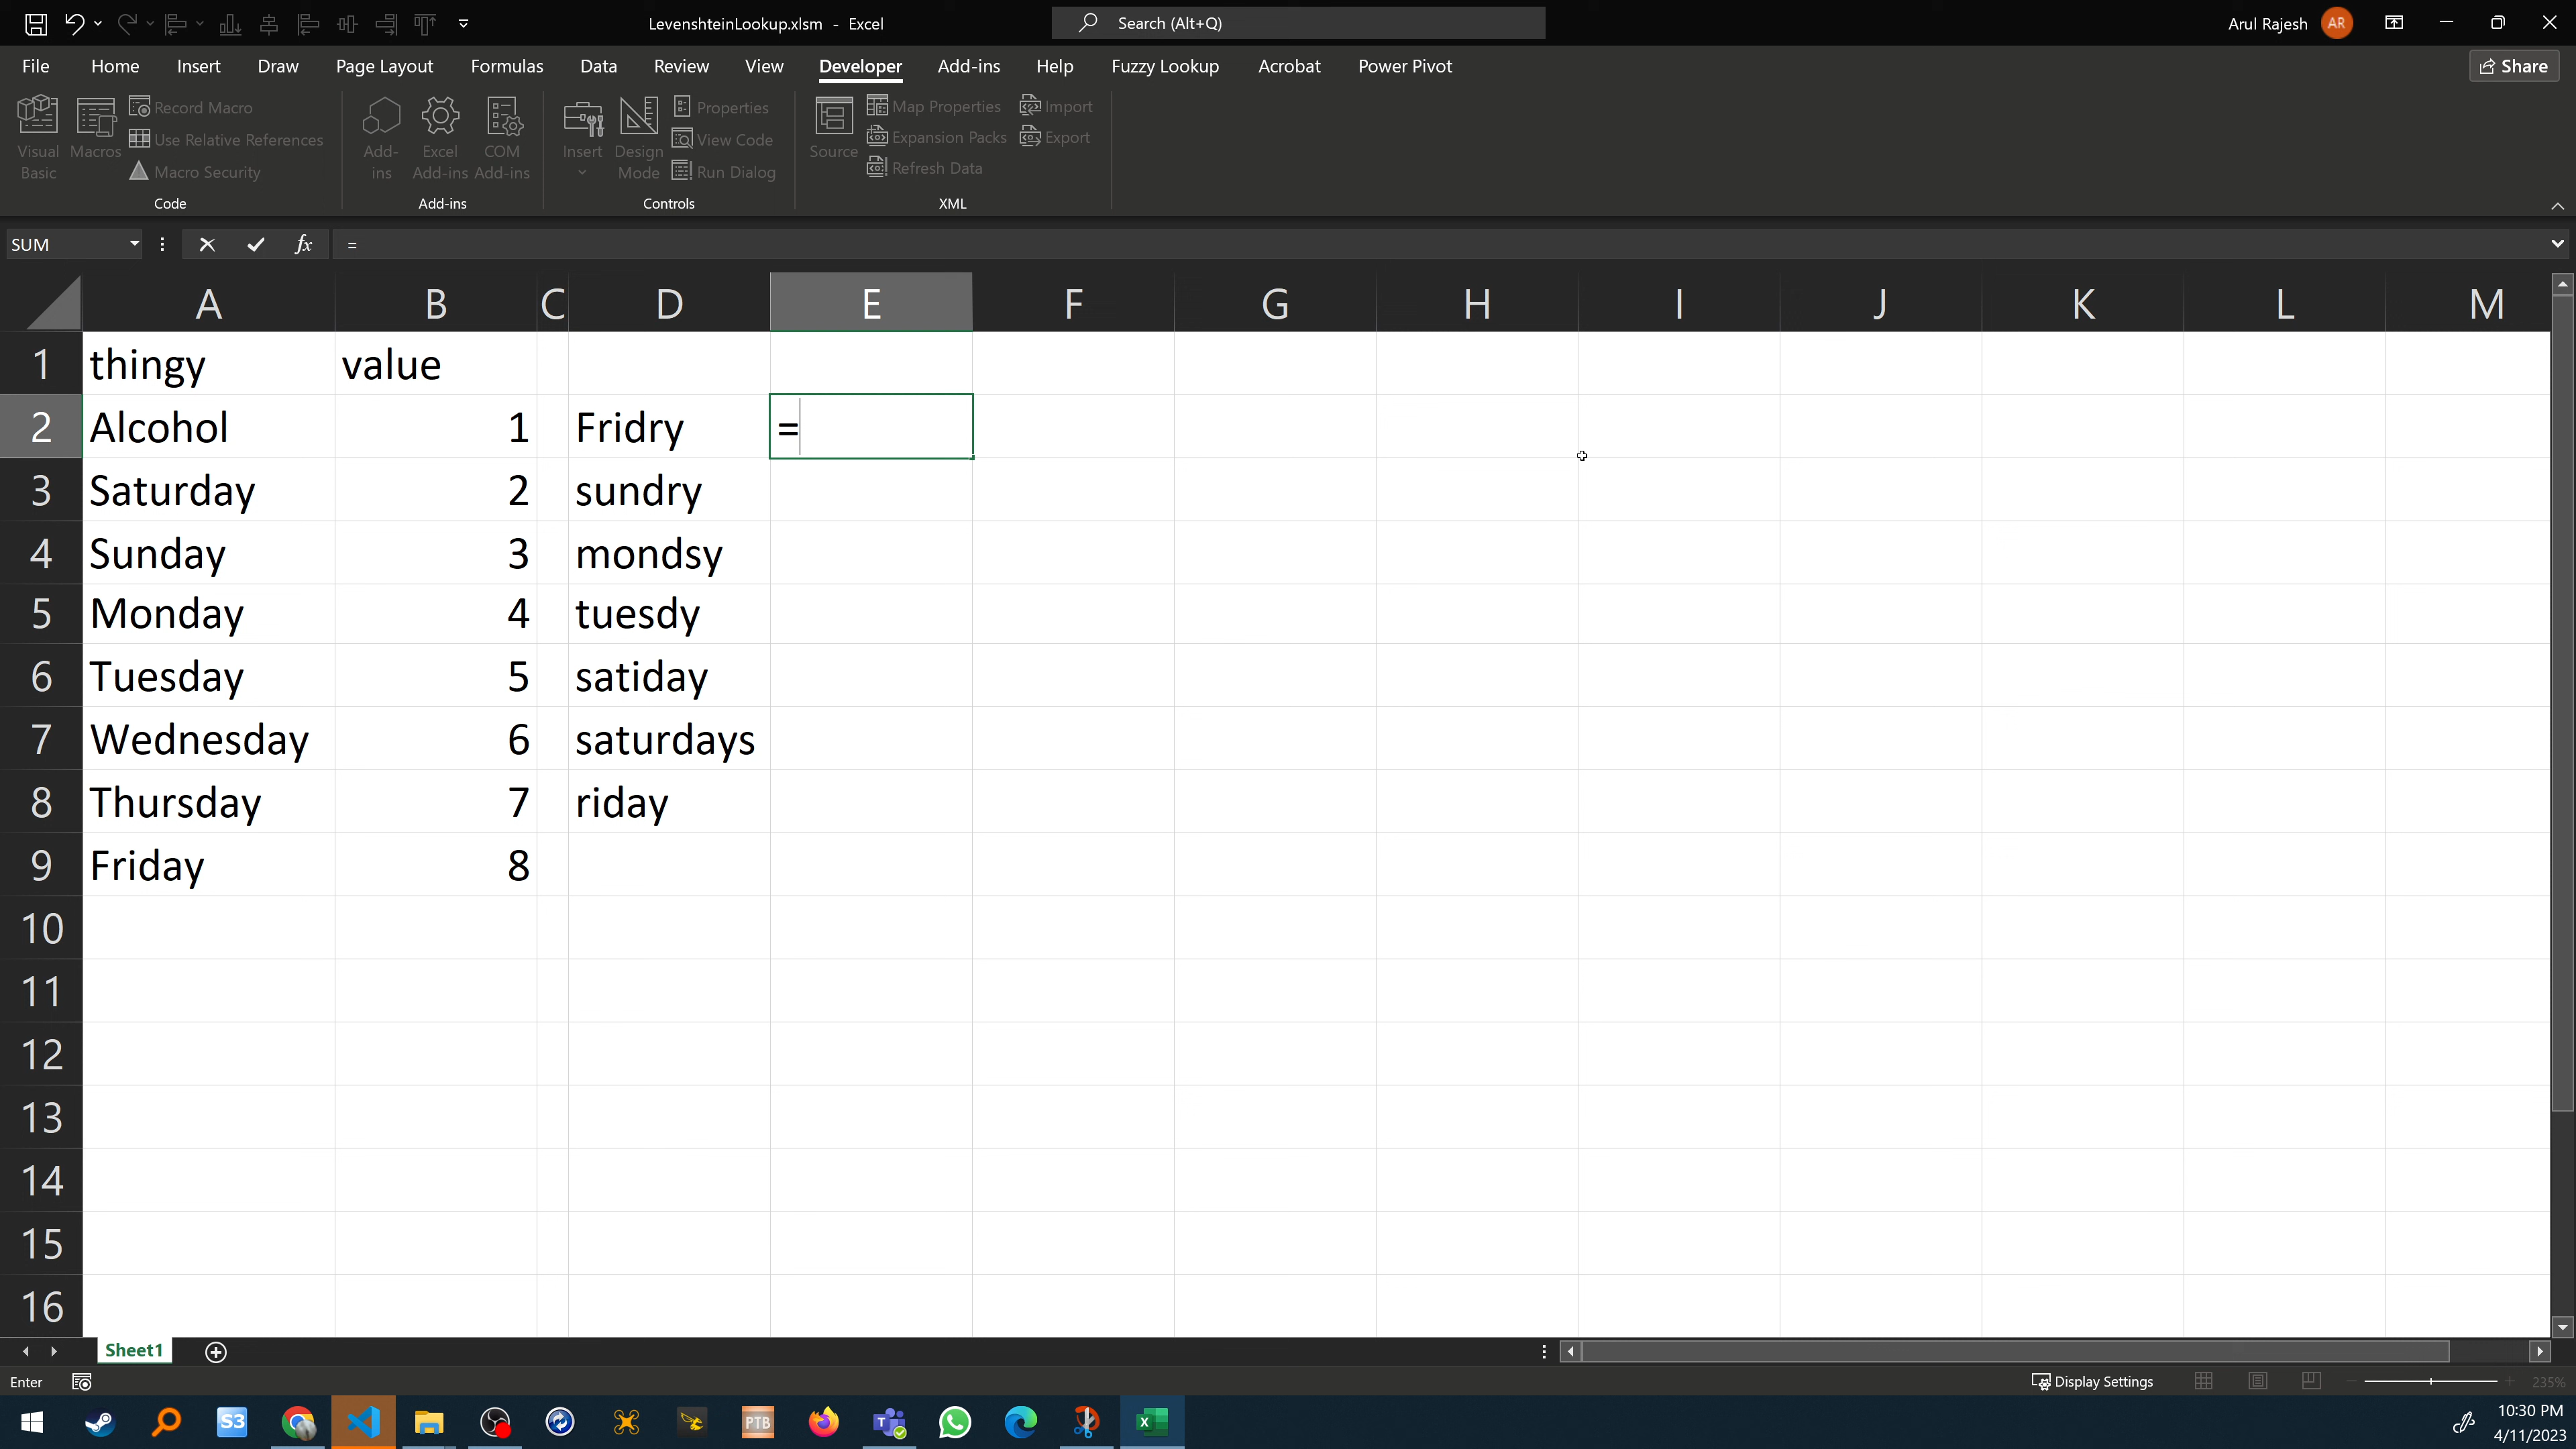 LevenshteinLookup.xlsm - Excel
Search (Alt+Q)
Arul Rajesh AR
File Home Insert Draw Page Layout Formulas Data Review View Developer Add-ins Help Fuzzy Lookup Acrobat Power Pivot Share
Visual Basic
Macros
Record Macro
Use Relative References
Macro Security
Code
Add-ins
Excel Add-ins
COM Add-ins
Add-ins
Insert
Design Mode
Properties
View Code
Run Dialog
Controls
Source
Map Properties
Expansion Packs
Refresh Data
Import
Export
XML
SUM fx =
A B C D E F G H I J K L M
1 thingy value
2 Alcohol 1 Fridry =
3 Saturday 2 sundry
4 Sunday 3 mondsy
5 Monday 4 tuesdy
6 Tuesday 5 satiday
7 Wednesday 6 saturdays
8 Thursday 7 riday
9 Friday 8
10
11
12
13
14
15
16
Sheet1
Enter Display Settings 235%
S3 PTB
10:30 PM
4/11/2023